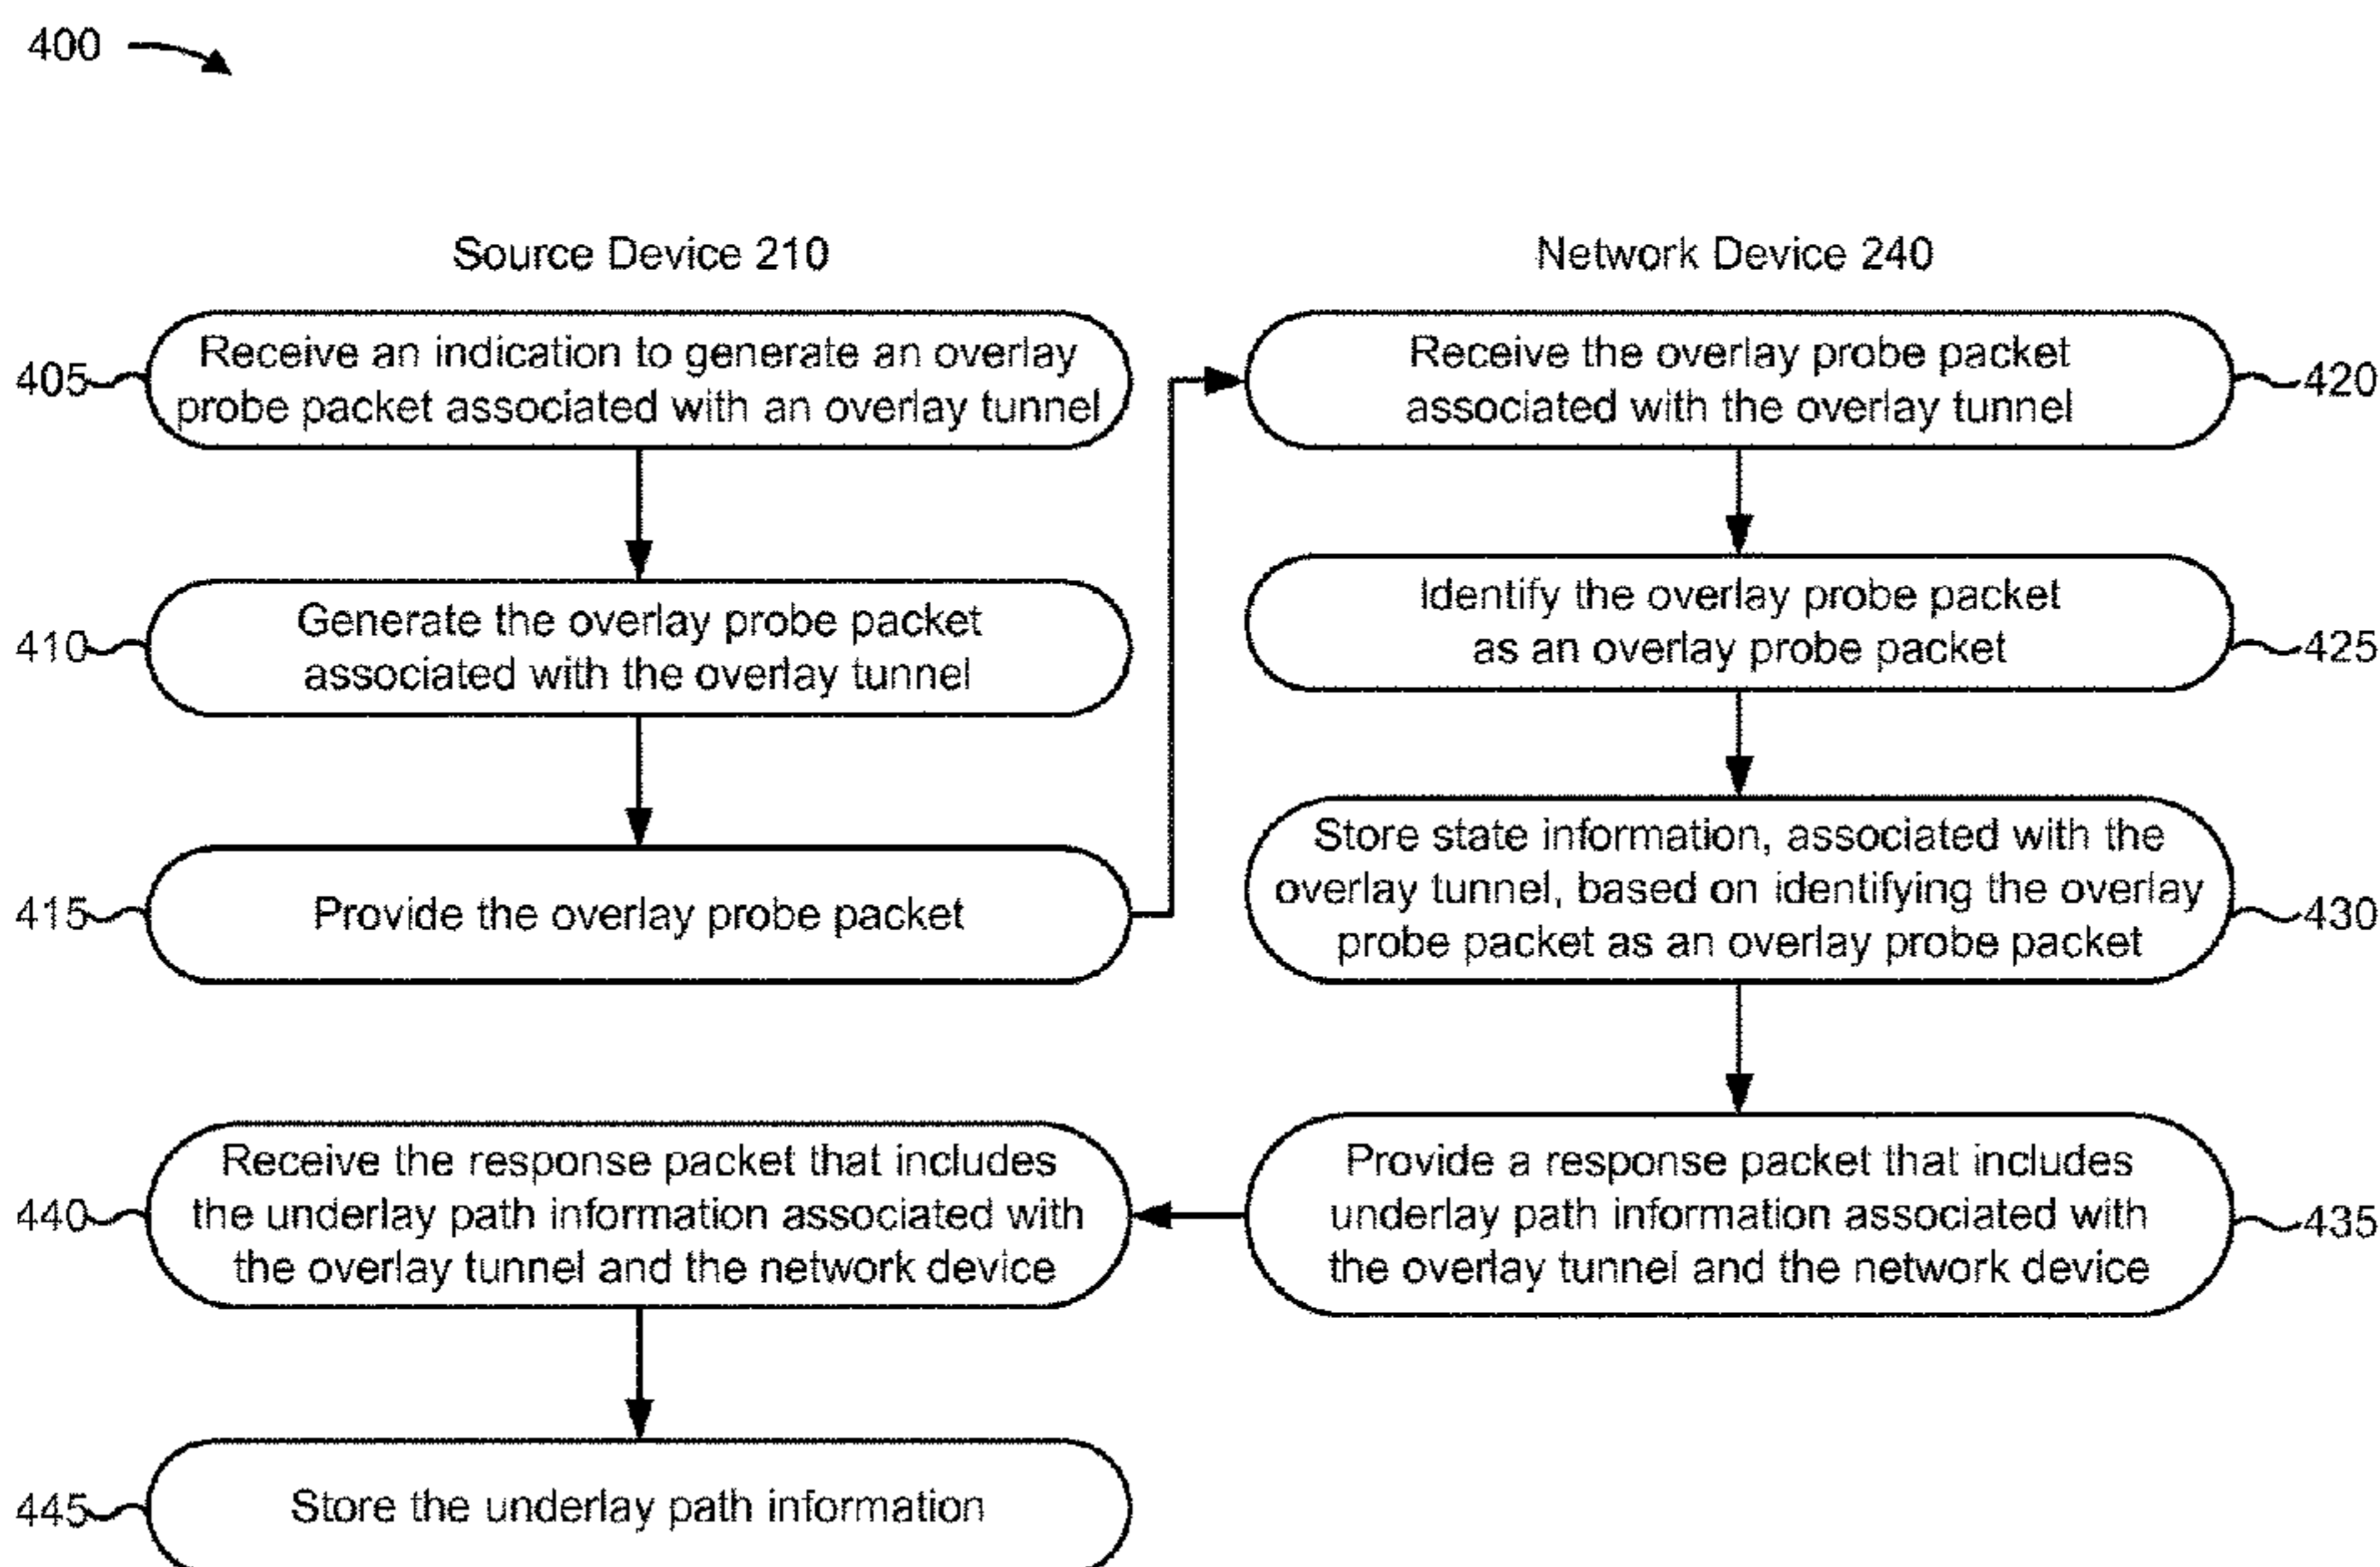 400
Source Device 210
405
Receive an indication to generate an overlay
probe packet associated with an overlay tunnel
410
Generate the overlay probe packet
associated with the overlay tunnel
415
Provide the overlay probe packet
Network Device 240
Receive the overlay probe packet
associated with the overlay tunnel
420
Identify the overlay probe packet
as an overlay probe packet
425
Store state information, associated with the
overlay tunnel, based on identifying the overlay
probe packet as an overlay probe packet
430
Provide a response packet that includes
underlay path information associated with
the overlay tunnel and the network device
435
440
Receive the response packet that includes
the underlay path information associated with
the overlay tunnel and the network device
445
Store the underlay path information